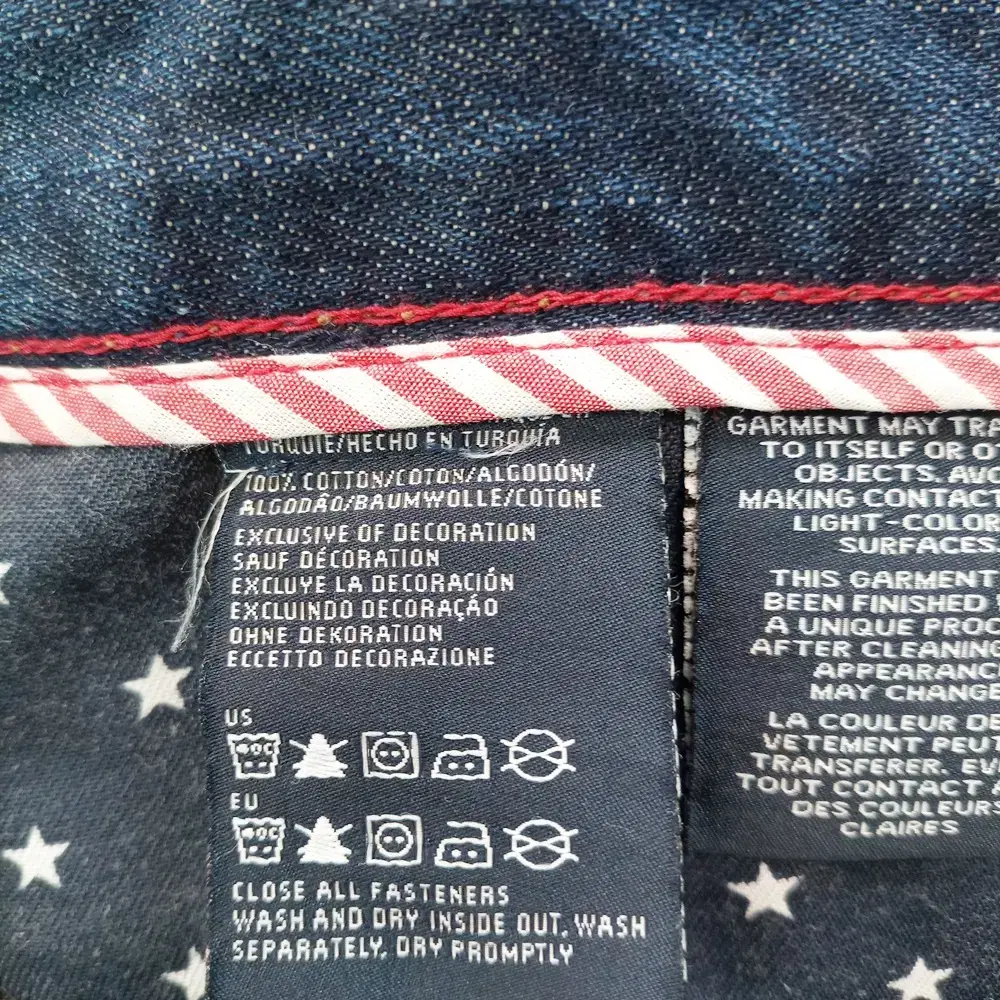 TURQUIE/HECHO EN TURQUÍA
100% COTTON/COTON/ALGODÓN/
ALGODÃO/BAUMWOLLE/COTONE
EXCLUSIVE OF DECORATION
SAUF DÉCORATION
EXCLUYE LA DECORACIÓN
EXCLUINDO DECORAÇÃO
OHNE DEKORATION
ECCETTO DECORAZIONE
US
40C
EU
40C
CLOSE ALL FASTENERS
WASH AND DRY INSIDE OUT. WASH
SEPARATELY. DRY PROMPTLY
GARMENT MAY
TO ITSELF OR
OBJECTS.
MAKING CONTACT
LIGHT-COLOR
SURFACES.
THIS GARMENT
BEEN FINISHED
A UNIQUE
AFTER CLEANING
MAY CHANGE
LA COULEUR
VETEMENT PEUT
TRANSFERER.
TOUT CONTACT
DES COULEURS
CLAIRES